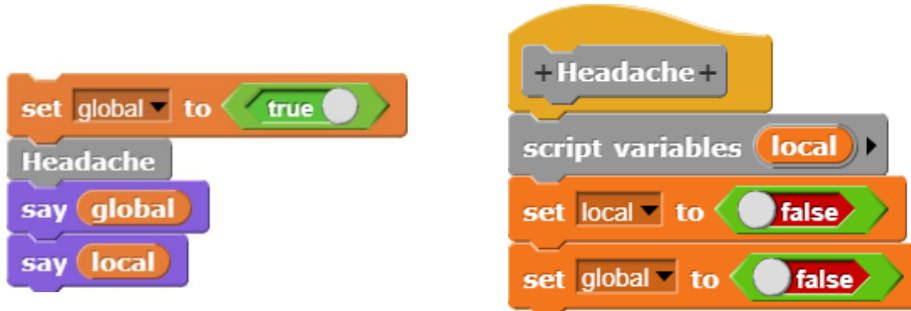 set global to true
Headache
say global
say local
+Headache+
script variables local
set local to false
set global to false